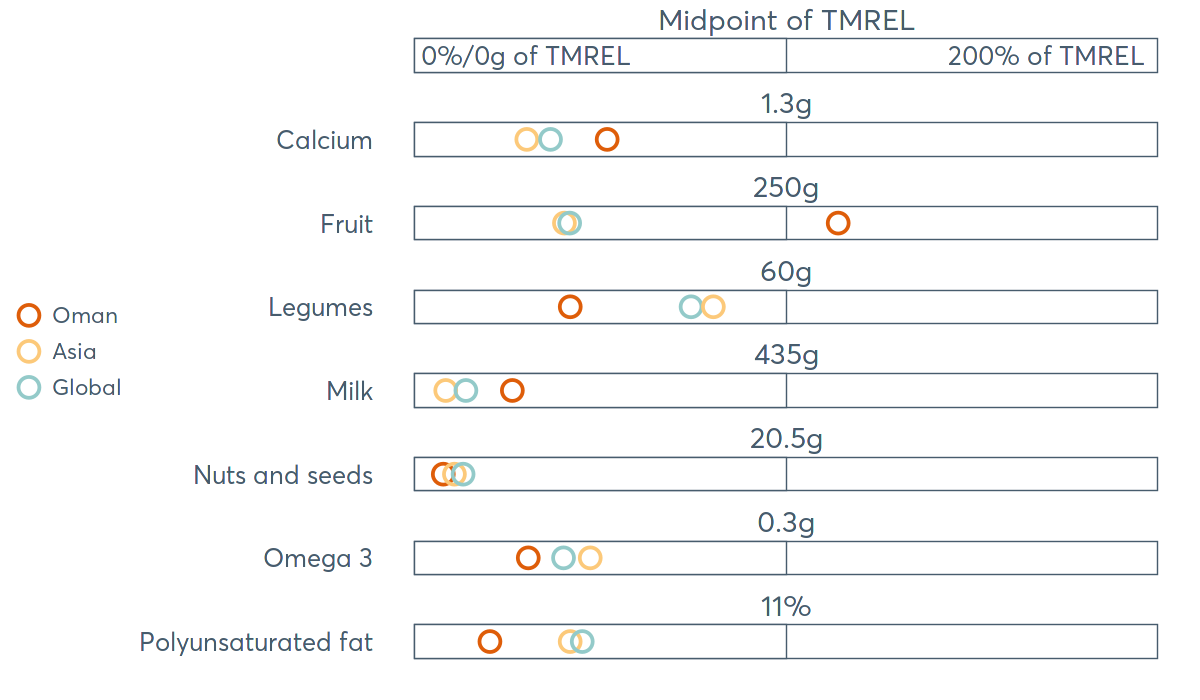 Midpoint of TMREL
0%/0g of TMREL
200% of TMREL
1.3g
Calcium
250g
Fruit
60g
Legumes
435g
Milk
20.5g
Nuts and seeds
0.3g
Omega 3
11%
Polyunsaturated fat
Oman
Asia
Global